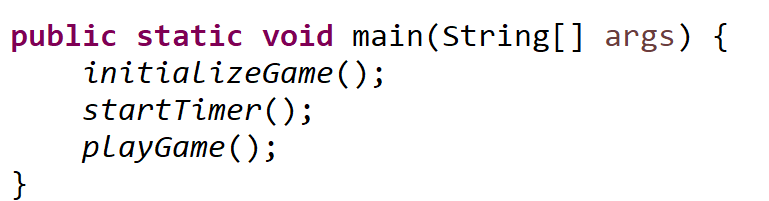 public static void main(String[] args) {
    initializeGame();
    startTimer();
    playGame();
}